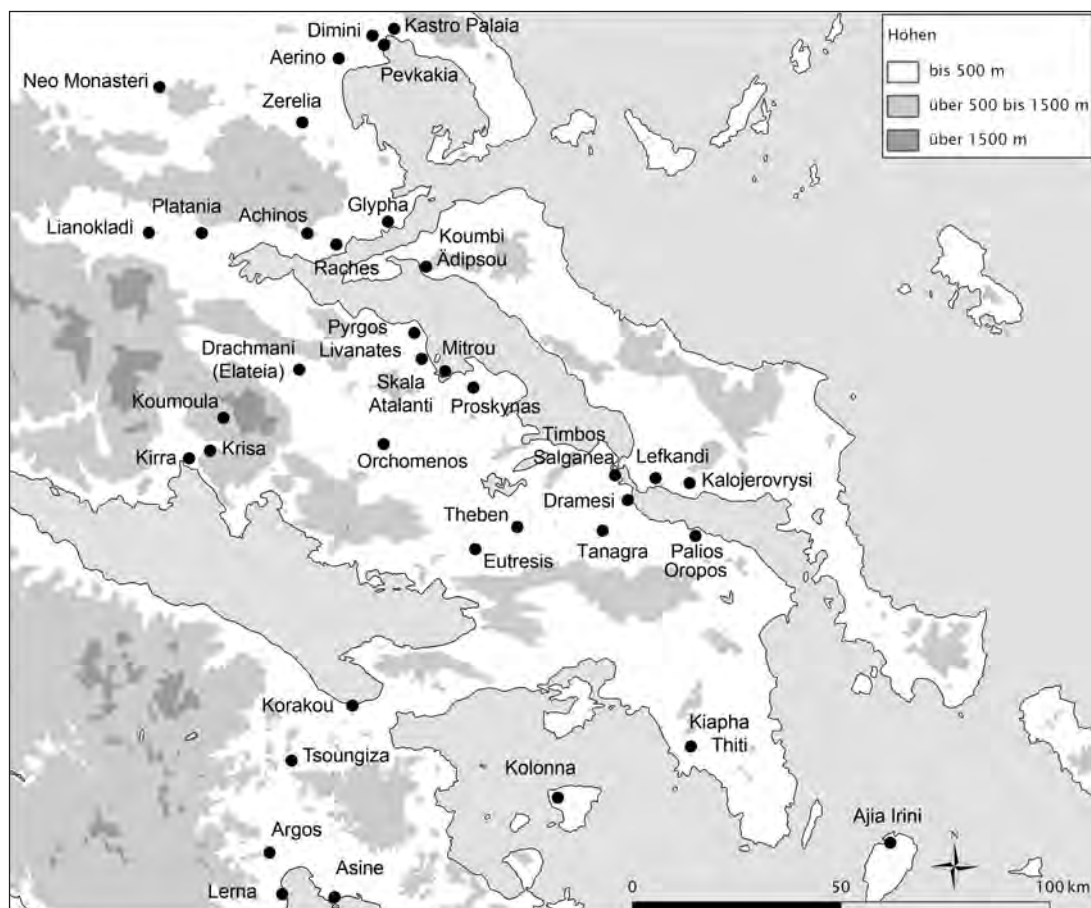 Kastro Palaia
Dimini
Aerino
Pevkakia
Neo Monasteri
Zerelia
Höhen
bis 500 m
über 500 bis 1500 m
über 1500 m
Glypha
Platania
Achinos
Lianokladi
Raches
Koumbi
Ädipsou
Pyrgos
Livanates
Mitrou
Drachmani
(Elateia)
Skala
Atalanti
Proskynas
Koumoula
Krisa
Kirra
Orchomenos
Timbos
Salganea
Lefkandi
Kalojerovrysi
Dramesi
Theben
Eutresis
Tanagra
Palios
Oropos
Korakou
Tsoungiza
Kiapha
Thiti
Kolonna
Ajia Irini
Argos
Asine
Lerna
N
0 50 100 km